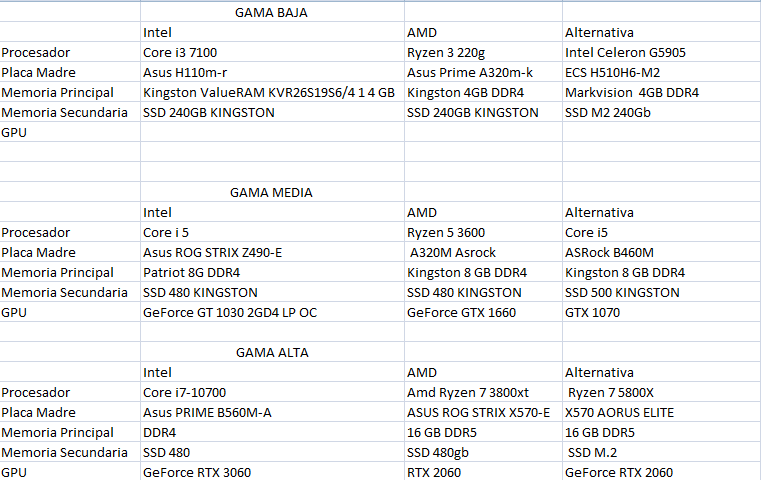 GAMA BAJA
Intel AMD Alternativa
Procesador Core i3 7100 Ryzen 3 220g Intel Celeron G5905
Placa Madre Asus H110m-r Asus Prime A320m-k ECS H510H6-M2
Memoria Principal Kingston ValueRAM KVR26S19S6/4 1 4 GB Kingston 4GB DDR4 Markvision 4GB DDR4
Memoria Secundaria SSD 240GB KINGSTON SSD 240GB KINGSTON SSD M2 240Gb
GPU
GAMA MEDIA
Intel AMD Alternativa
Procesador Core i 5 Ryzen 5 3600 Core i5
Placa Madre Asus ROG STRIX Z490-E A320M Asrock ASRock B460M
Memoria Principal Patriot 8G DDR4 Kingston 8 GB DDR4 Kingston 8 GB DDR4
Memoria Secundaria SSD 480 KINGSTON SSD 480 KINGSTON SSD 500 KINGSTON
GPU GeForce GT 1030 2GD4 LP OC GeForce GTX 1660 GTX 1070
GAMA ALTA
Intel AMD Alternativa
Procesador Core i7-10700 Amd Ryzen 7 3800xt Ryzen 7 5800X
Placa Madre Asus PRIME B560M-A ASUS ROG STRIX X570-E X570 AORUS ELITE
Memoria Principal DDR4 16 GB DDR5 16 GB DDR5
Memoria Secundaria SSD 480 SSD 480gb SSD M.2
GPU GeForce RTX 3060 RTX 2060 GeForce RTX 2060